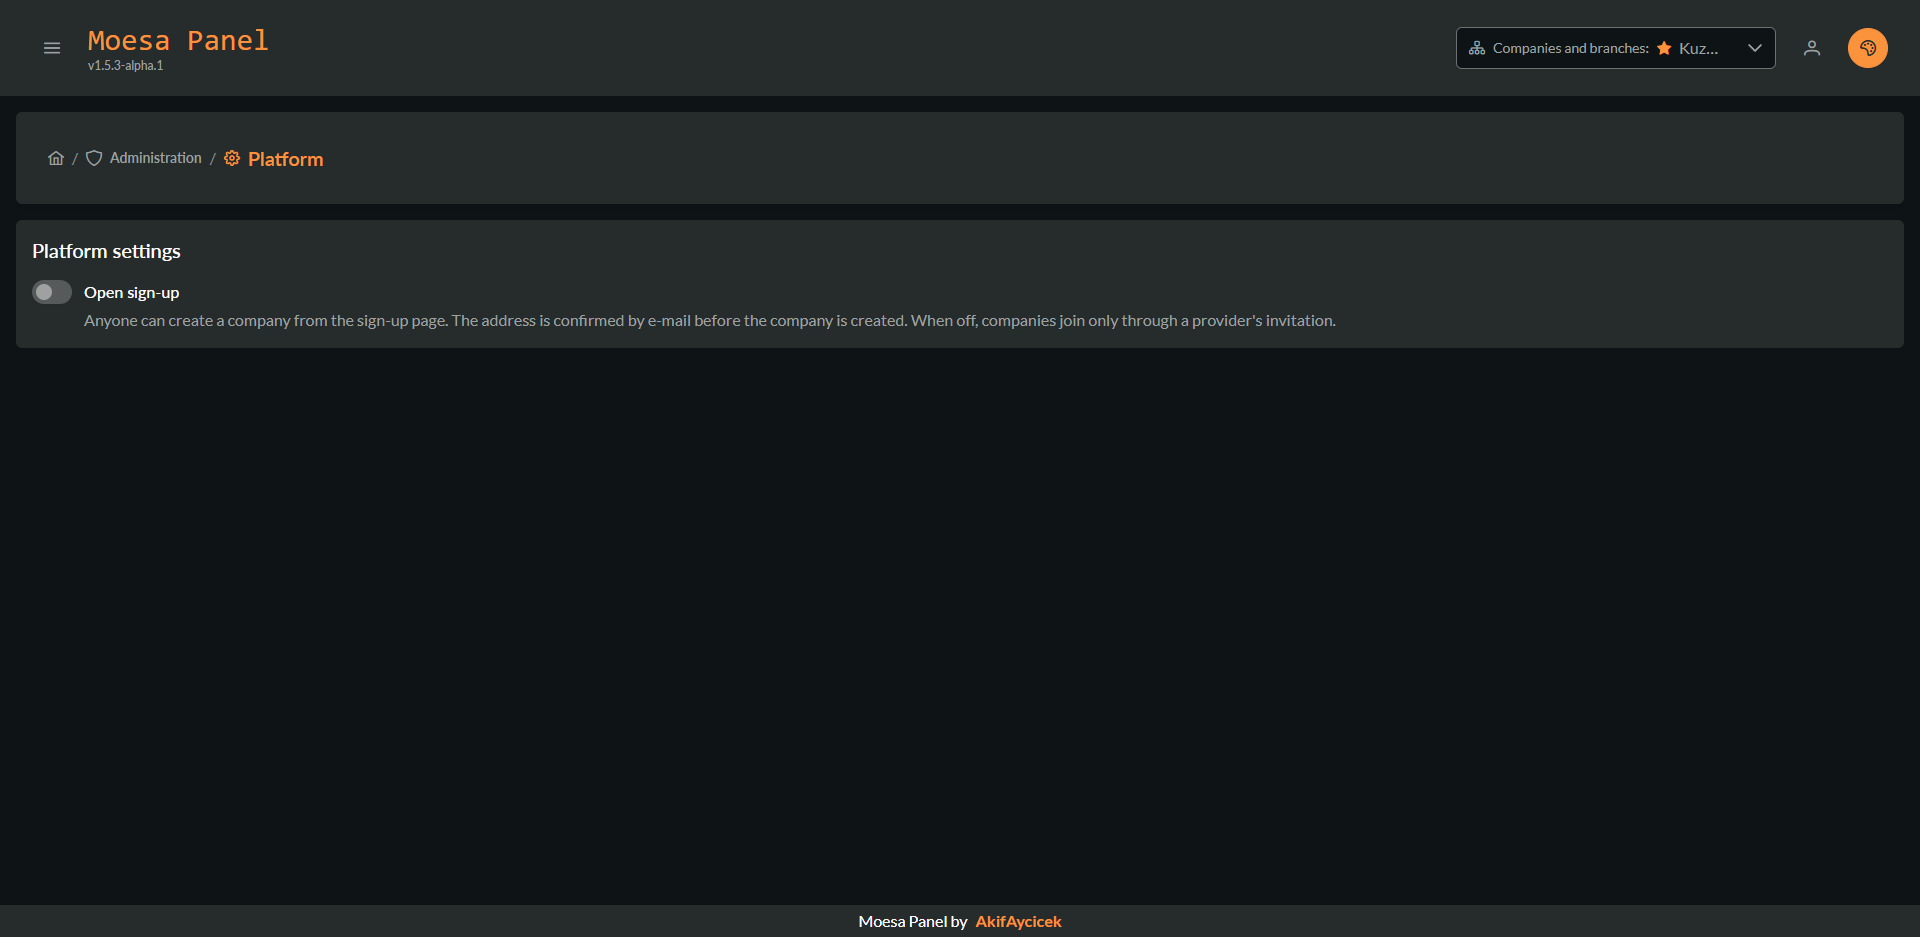 Moesa Panel
v1.5.3-alpha.1
Companies and branches: Kuz...
/ Administration / Platform
Platform settings
Open sign-up
Anyone can create a company from the sign-up page. The address is confirmed by e-mail before the company is created. When off, companies join only through a provider's invitation.
Moesa Panel by AkifAycicek